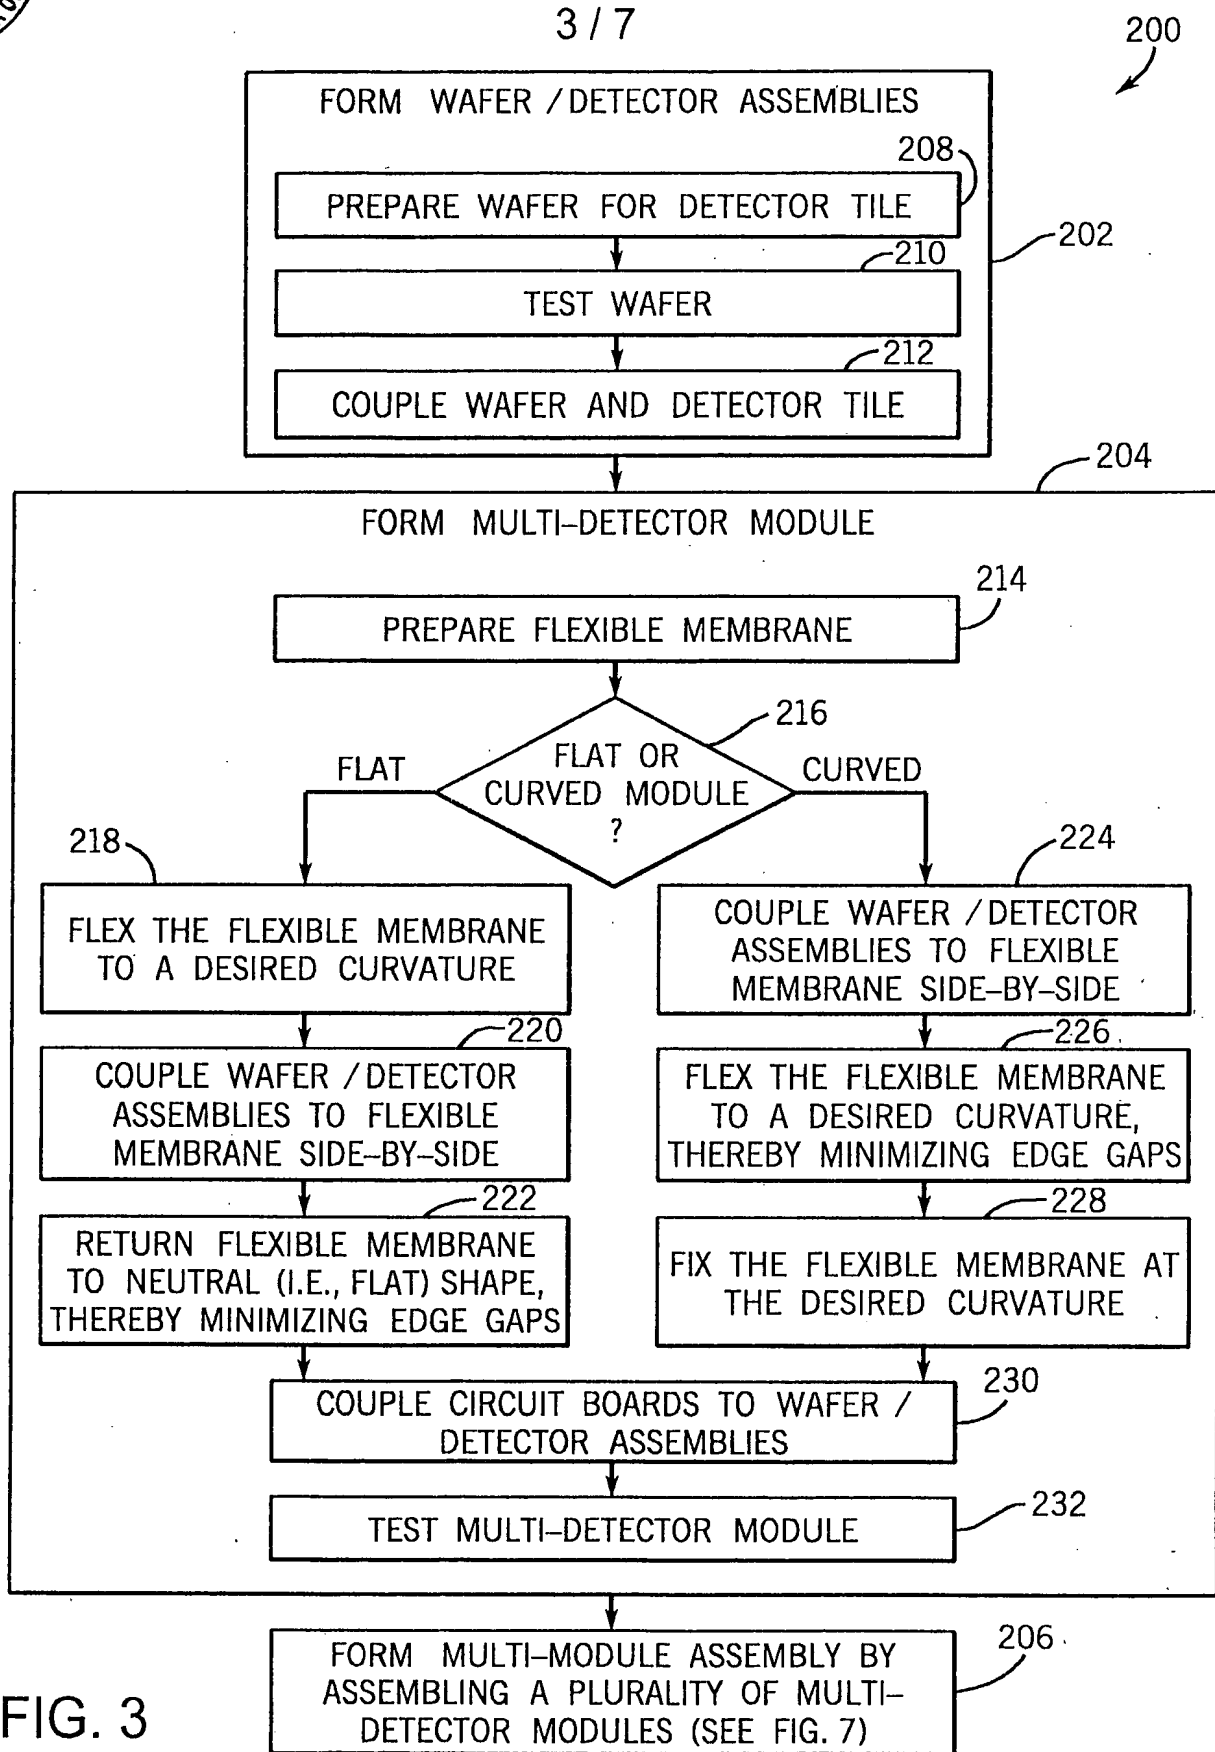 3 / 7
200
FORM WAFER / DETECTOR ASSEMBLIES
208
PREPARE WAFER FOR DETECTOR TILE
202
210
TEST WAFER
212
COUPLE WAFER AND DETECTOR TILE
204
FORM MULTI–DETECTOR MODULE
214
PREPARE FLEXIBLE MEMBRANE
216
FLAT OR
CURVED MODULE
?
FLAT
CURVED
218
FLEX THE FLEXIBLE MEMBRANE
TO A DESIRED CURVATURE
224
COUPLE WAFER / DETECTOR
ASSEMBLIES TO FLEXIBLE
MEMBRANE SIDE–BY–SIDE
220
COUPLE WAFER / DETECTOR
ASSEMBLIES TO FLEXIBLE
MEMBRANE SIDE–BY–SIDE
226
FLEX THE FLEXIBLE MEMBRANE
TO A DESIRED CURVATURE,
THEREBY MINIMIZING EDGE GAPS
222
RETURN FLEXIBLE MEMBRANE
TO NEUTRAL (I.E., FLAT) SHAPE,
THEREBY MINIMIZING EDGE GAPS
228
FIX THE FLEXIBLE MEMBRANE AT
THE DESIRED CURVATURE
230
COUPLE CIRCUIT BOARDS TO WAFER /
DETECTOR ASSEMBLIES
232
TEST MULTI–DETECTOR MODULE
206
FORM MULTI–MODULE ASSEMBLY BY
ASSEMBLING A PLURALITY OF MULTI–
DETECTOR MODULES (SEE FIG. 7)
FIG. 3